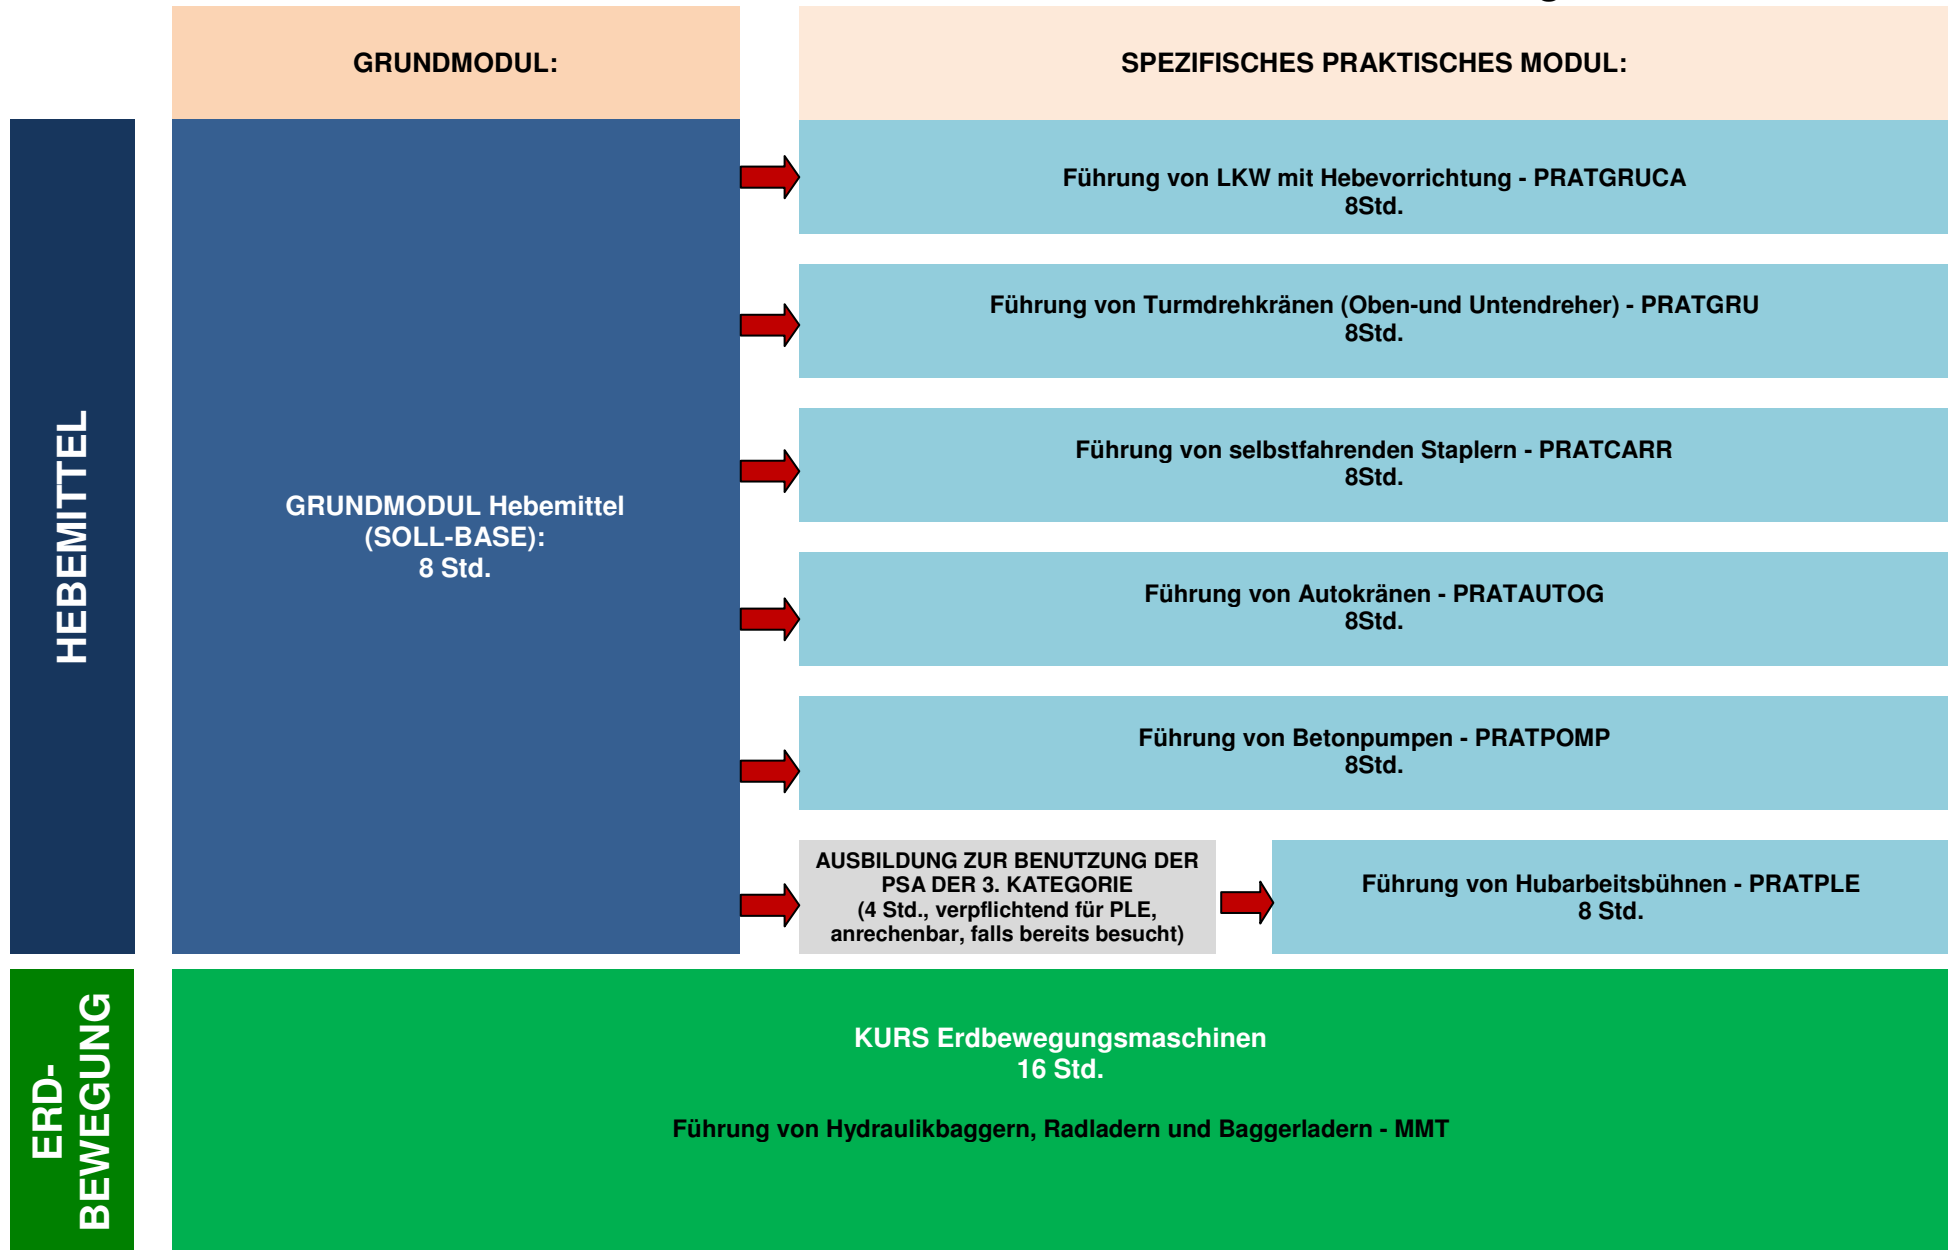 GRUNDMODUL:
SPEZIFISCHES PRAKTISCHES MODUL:
HEBEMITTEL
GRUNDMODUL Hebemittel
(SOLL-BASE):
8 Std.
Führung von LKW mit Hebevorrichtung - PRATGRUCA
8Std.
Führung von Turmdrehkränen (Oben-und Untendreher) - PRATGRU
8Std.
Führung von selbstfahrenden Staplern - PRATCARR
8Std.
Führung von Autokränen - PRATAUTOG
8Std.
Führung von Betonpumpen - PRATPOMP
8Std.
AUSBILDUNG ZUR BENUTZUNG DER
PSA DER 3. KATEGORIE
(4 Std., verpflichtend für PLE,
anrechenbar, falls bereits besucht)
Führung von Hubarbeitsbühnen - PRATPLE
8 Std.
ERD-
BEWEGUNG
KURS Erdbewegungsmaschinen
16 Std.
Führung von Hydraulikbaggern, Radladern und Baggerladern - MMT